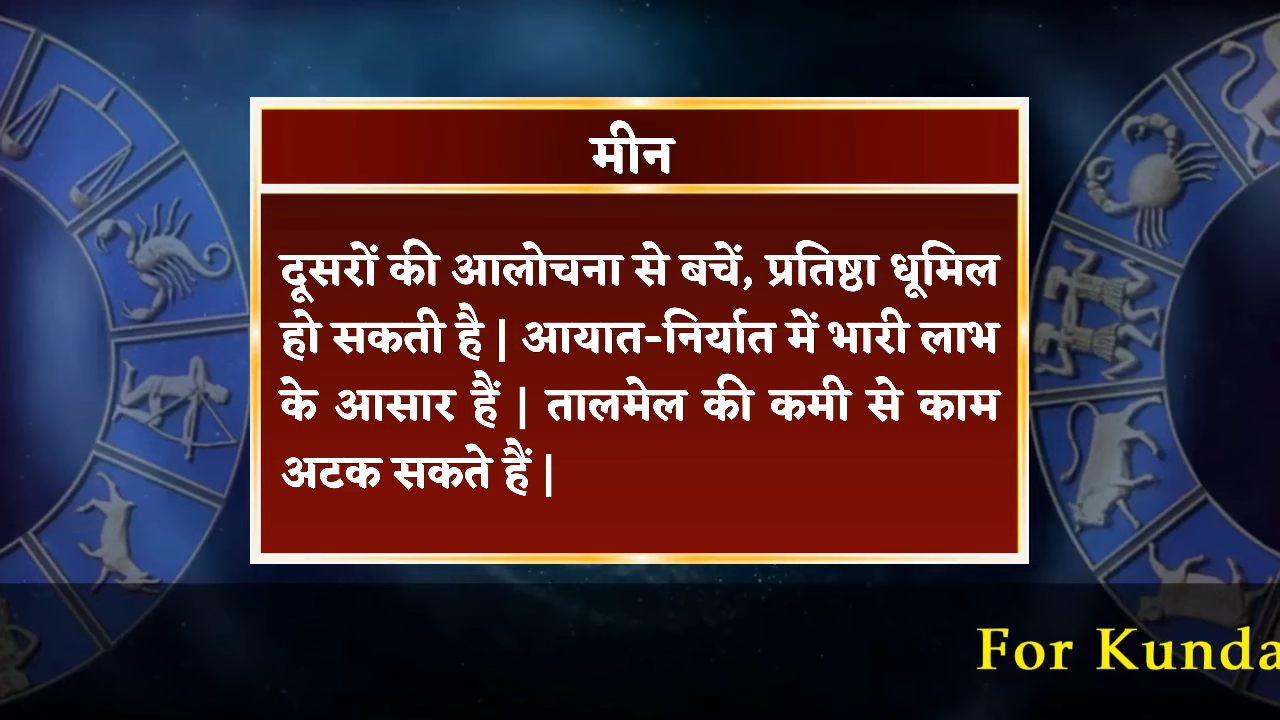 मीन
दूसरों की आलोचना से बचें, प्रतिष्ठा धूमिल
हो सकती है | आयात-निर्यात में भारी लाभ
के आसार हैं | तालमेल की कमी से काम
अटक सकते हैं |
For Kunda